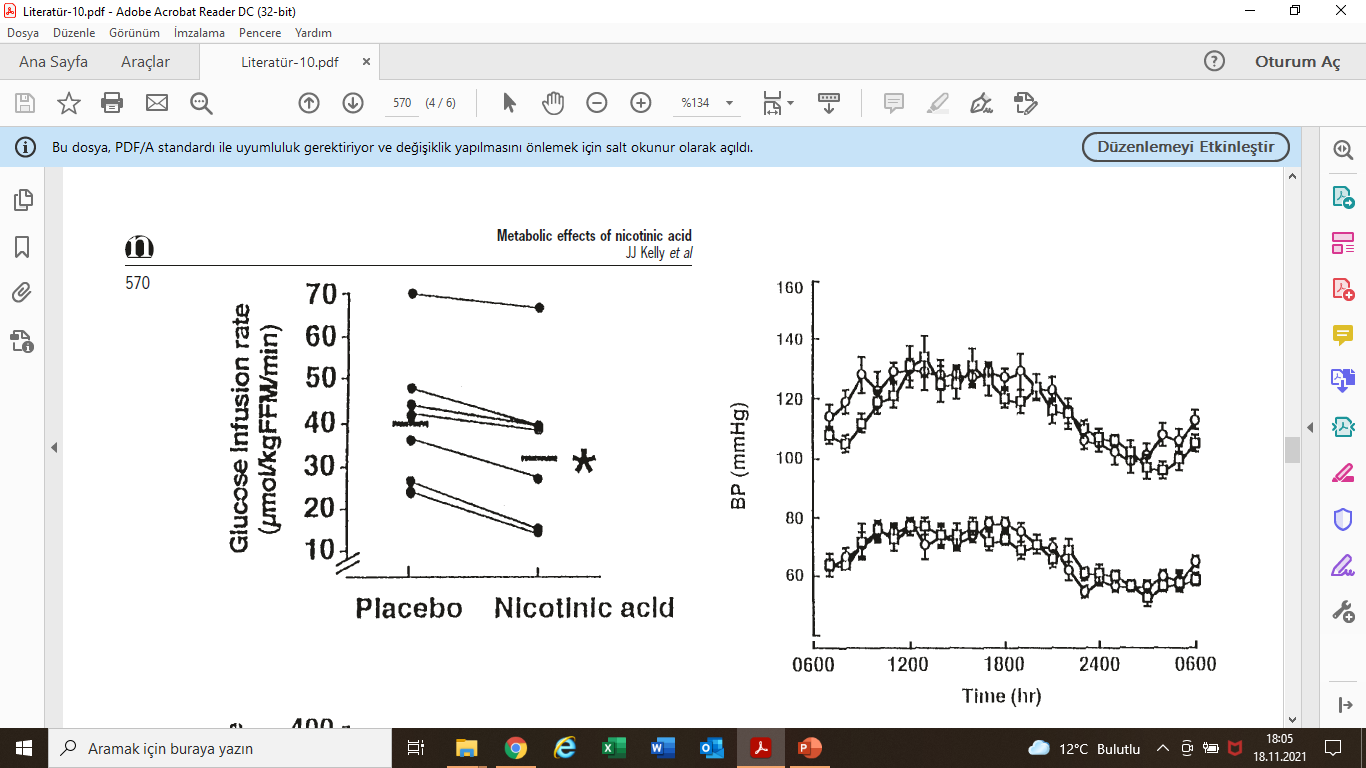 Literatür-10.pdf - Adobe Acrobat Reader DC (32-bit)
Dosya Düzenle Görünüm İmzalama Pencere Yardım
Ana Sayfa Araçlar Literatür-10.pdf × ? Oturum Aç
570 (4 / 6) %134
Bu dosya, PDF/A standardı ile uyumluluk gerektiriyor ve değişiklik yapılmasını önlemek için salt okunur olarak açıldı. Düzenlemeyi Etkinleştir
Metabolic effects of nicotinic acid
JJ Kelly et al
570
Glucose Infusion rate
(µmol/kgFFM/min)
70
60
50
40
30
20
10
*
Placebo Nicotinic acid
400
BP (mmHg)
160
140
120
100
80
60
0600 1200 1800 2400 0600
Time (hr)
Aramak için buraya yazın
12°C Bulutlu
18:05
18.11.2021